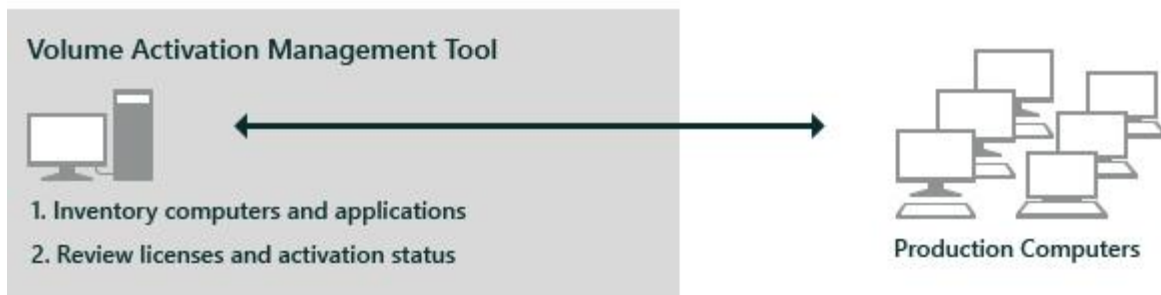 Volume Activation Management Tool
1. Inventory computers and applications
2. Review licenses and activation status
Production Computers